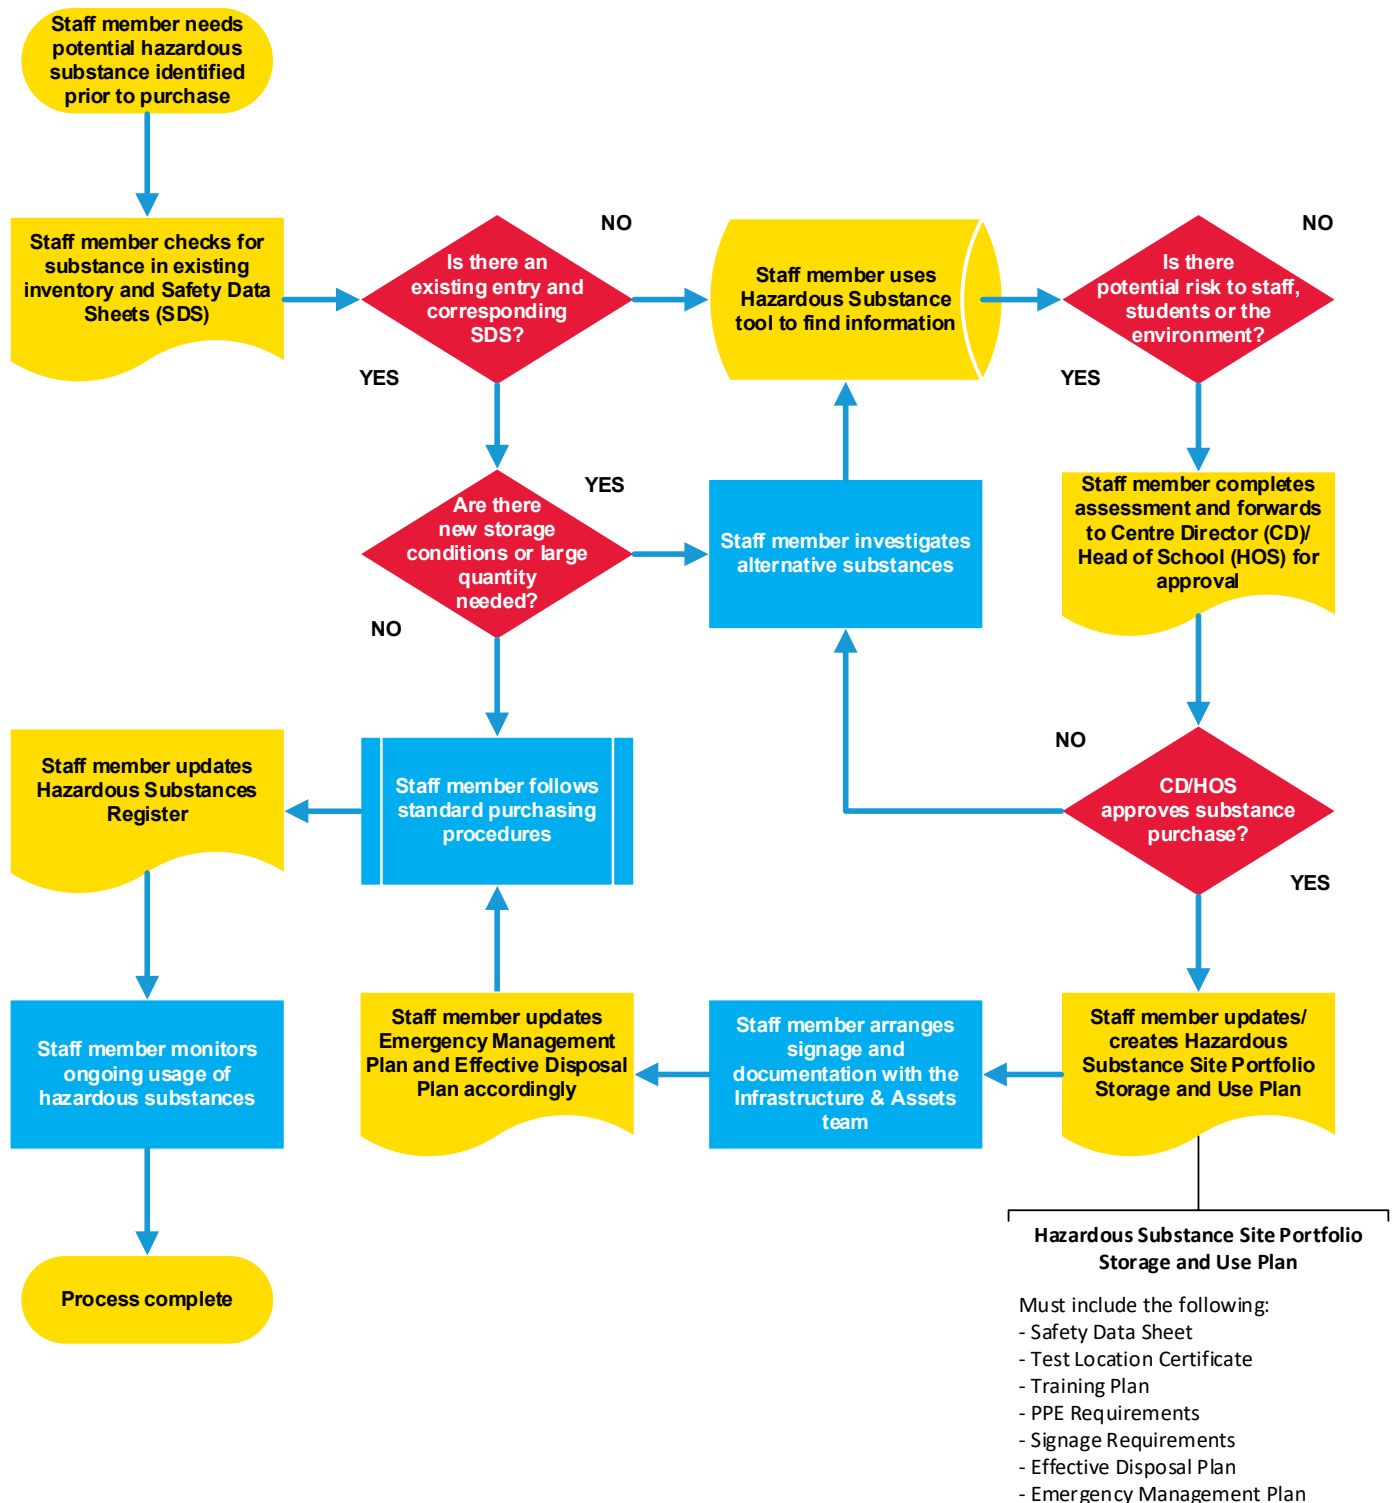 Staff member needs
potential hazardous
substance identified
prior to purchase
Staff member checks for
substance in existing
inventory and Safety Data
Sheets (SDS)
Is there an
existing entry and
corresponding
SDS?
NO
YES
Staff member uses
Hazardous Substance
tool to find information
Is there
potential risk to staff,
students or the
environment?
NO
YES
Are there
new storage
conditions or large
quantity
needed?
YES
NO
Staff member investigates
alternative substances
Staff member completes
assessment and forwards
to Centre Director (CD)/
Head of School (HOS) for
approval
Staff member updates
Hazardous Substances
Register
Staff member follows
standard purchasing
procedures
NO
CD/HOS
approves substance
purchase?
YES
Staff member monitors
ongoing usage of
hazardous substances
Staff member updates
Emergency Management
Plan and Effective Disposal
Plan accordingly
Staff member arranges
signage and
documentation with the
Infrastructure & Assets
team
Staff member updates/
creates Hazardous
Substance Site Portfolio
Storage and Use Plan
Process complete
Hazardous Substance Site Portfolio
Storage and Use Plan
Must include the following:
- Safety Data Sheet
- Test Location Certificate
- Training Plan
- PPE Requirements
- Signage Requirements
- Effective Disposal Plan
- Emergency Management Plan